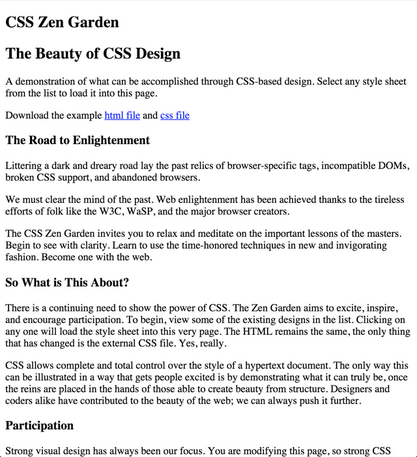 CSS Zen Garden
The Beauty of CSS Design
A demonstration of what can be accomplished through CSS-based design. Select any style sheet
from the list to load it into this page.
Download the example html file and css file
The Road to Enlightenment
Littering a dark and dreary road lay the past relics of browser-specific tags, incompatible DOMs,
broken CSS support, and abandoned browsers.
We must clear the mind of the past. Web enlightenment has been achieved thanks to the tireless
efforts of folk like the W3C, WaSP, and the major browser creators.
The CSS Zen Garden invites you to relax and meditate on the important lessons of the masters.
Begin to see with clarity. Learn to use the time-honored techniques in new and invigorating
fashion. Become one with the web.
So What is This About?
There is a continuing need to show the power of CSS. The Zen Garden aims to excite, inspire,
and encourage participation. To begin, view some of the existing designs in the list. Clicking on
any one will load the style sheet into this very page. The HTML remains the same, the only thing
that has changed is the external CSS file. Yes, really.
CSS allows complete and total control over the style of a hypertext document. The only way this
can be illustrated in a way that gets people excited is by demonstrating what it can truly be, once
the reins are placed in the hands of those able to create beauty from structure. Designers and
coders alike have contributed to the beauty of the web; we can always push it further.
Participation
Strong visual design has always been our focus. You are modifying this page, so strong CSS